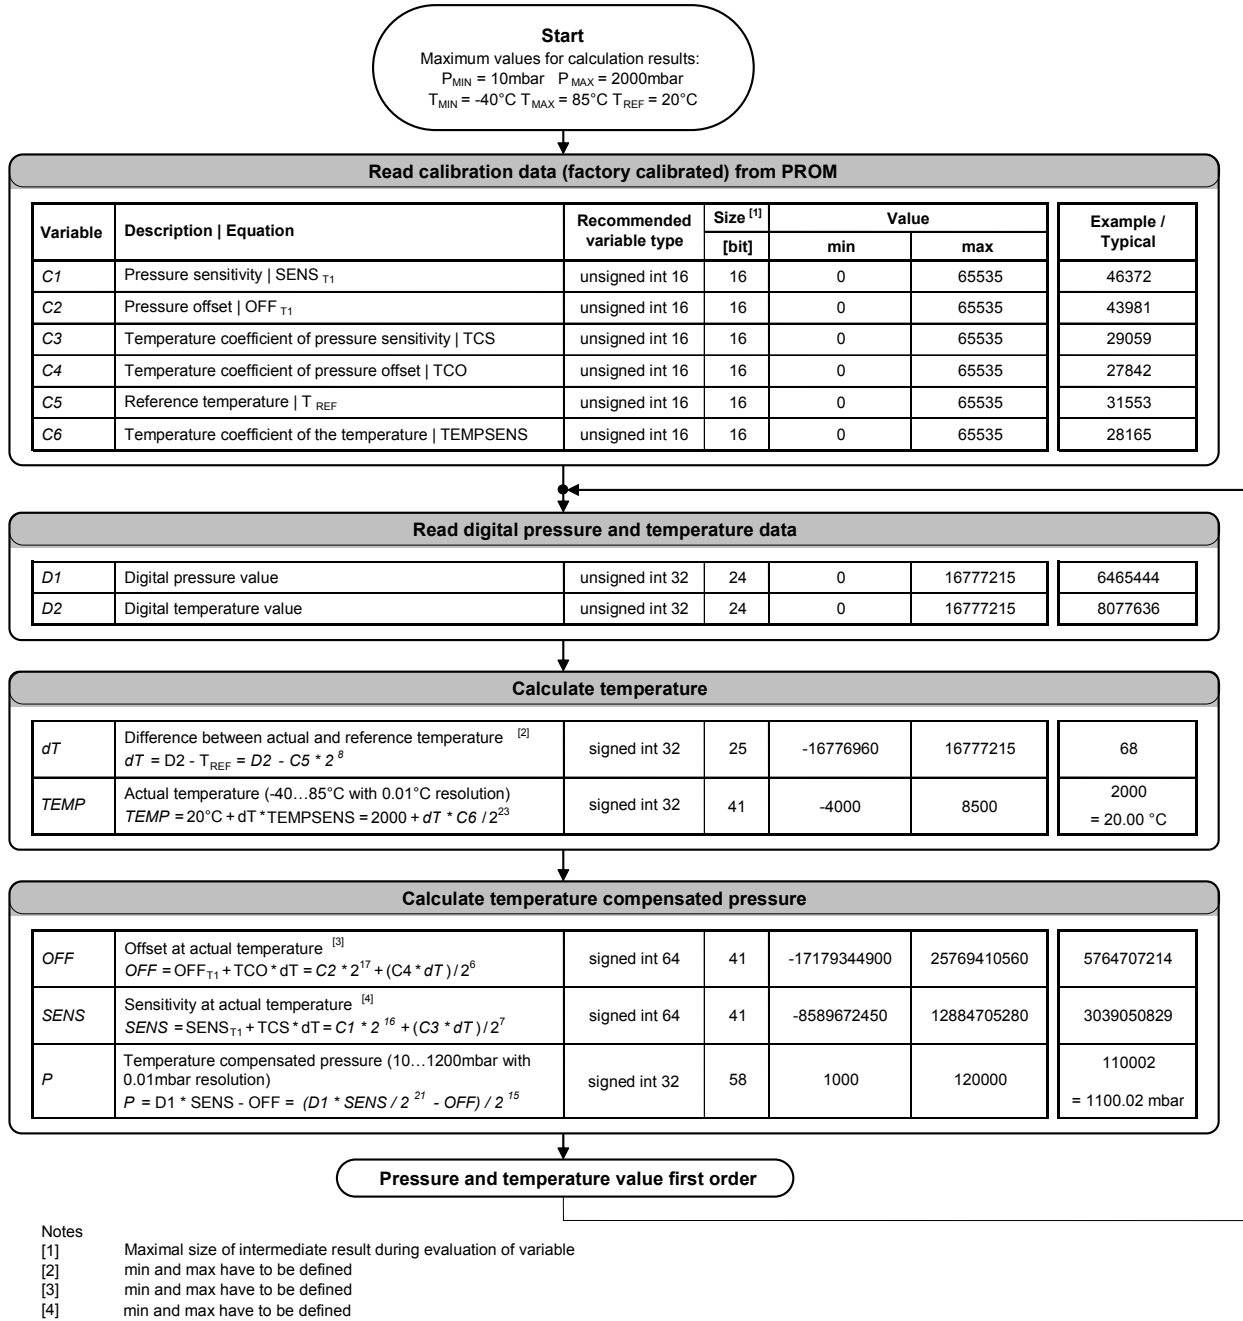 Start
Maximum values for calculation results:
PMIN = 10mbar PMAX = 2000mbar
TMIN = -40°C TMAX = 85°C TREF = 20°C
Read calibration data (factory calibrated) from PROM
Variable Description | Equation Recommended variable type Size [1] [bit] Value min max Example / Typical
C1 Pressure sensitivity | SENS T1 unsigned int 16 16 0 65535 46372
C2 Pressure offset | OFF T1 unsigned int 16 16 0 65535 43981
C3 Temperature coefficient of pressure sensitivity | TCS unsigned int 16 16 0 65535 29059
C4 Temperature coefficient of pressure offset | TCO unsigned int 16 16 0 65535 27842
C5 Reference temperature | T REF unsigned int 16 16 0 65535 31553
C6 Temperature coefficient of the temperature | TEMPSENS unsigned int 16 16 0 65535 28165
Read digital pressure and temperature data
D1 Digital pressure value unsigned int 32 24 0 16777215 6465444
D2 Digital temperature value unsigned int 32 24 0 16777215 8077636
Calculate temperature
dT Difference between actual and reference temperature [2]
dT = D2 - TREF = D2 - C5 * 2^8 signed int 32 25 -16776960 16777215 68
TEMP Actual temperature (-40…85°C with 0.01°C resolution)
TEMP = 20°C + dT * TEMPSENS = 2000 + dT * C6 / 2^23 signed int 32 41 -4000 8500 2000
= 20.00 °C
Calculate temperature compensated pressure
OFF Offset at actual temperature [3]
OFF = OFFT1 + TCO * dT = C2 * 2^17 + (C4 * dT) / 2^6 signed int 64 41 -17179344900 25769410560 5764707214
SENS Sensitivity at actual temperature [4]
SENS = SENST1 + TCS * dT = C1 * 2^16 + (C3 * dT) / 2^7 signed int 64 41 -8589672450 12884705280 3039050829
P Temperature compensated pressure (10…1200mbar with
0.01mbar resolution)
P = D1 * SENS - OFF = (D1 * SENS / 2^21 - OFF) / 2^15 signed int 32 58 1000 120000 110002
= 1100.02 mbar
Pressure and temperature value first order
Notes
[1] Maximal size of intermediate result during evaluation of variable
[2] min and max have to be defined
[3] min and max have to be defined
[4] min and max have to be defined